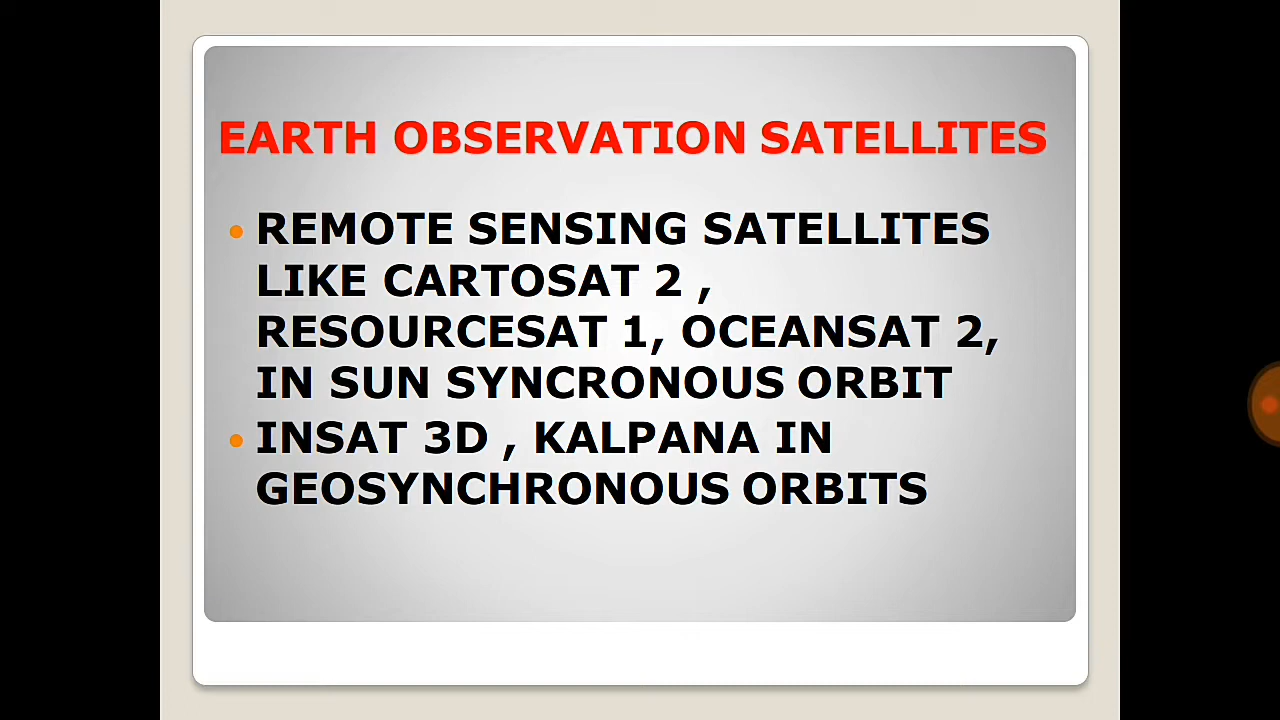 EARTH OBSERVATION SATELLITES
• REMOTE SENSING SATELLITES
LIKE CARTOSAT 2 ,
RESOURCESAT 1, OCEANSAT 2,
IN SUN SYNCRONOUS ORBIT
• INSAT 3D , KALPANA IN
GEOSYNCHRONOUS ORBITS